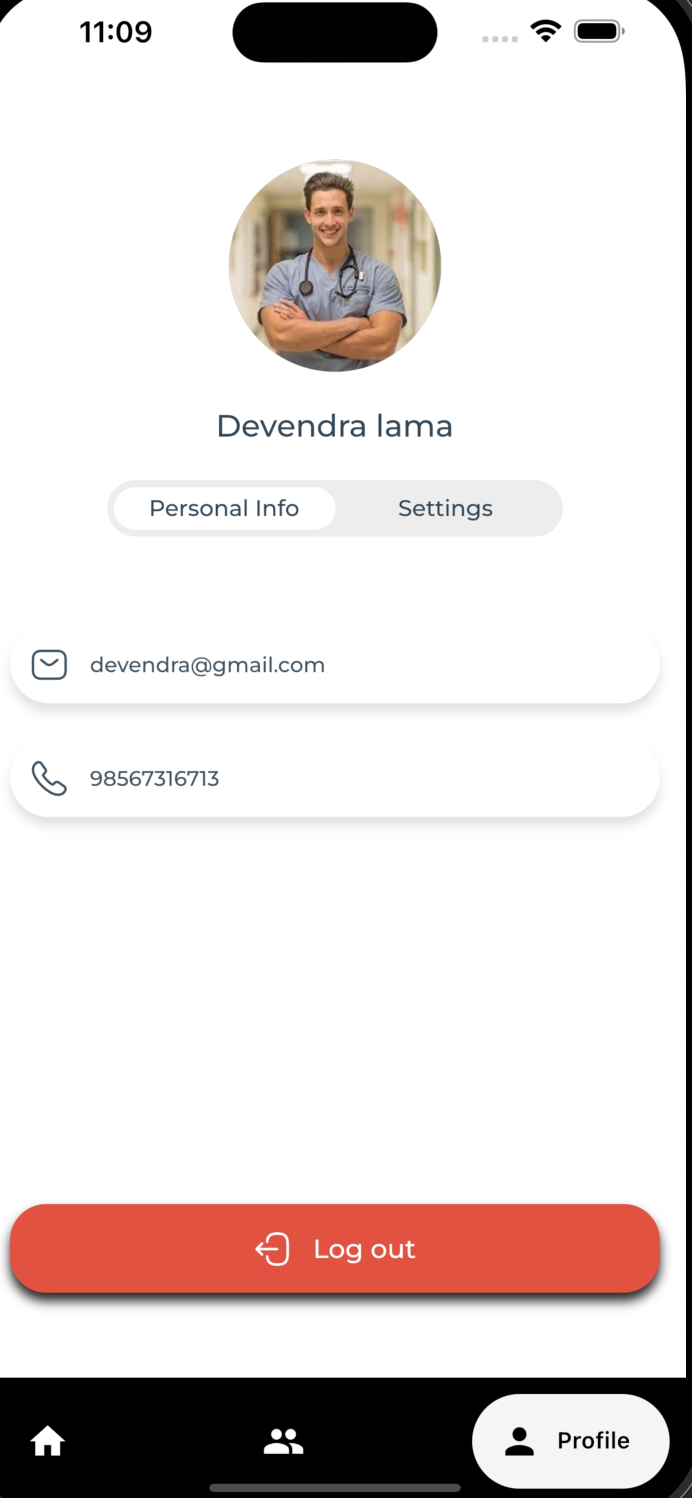 11:09
Devendra lama
Personal Info
Settings
devendra@gmail.com
98567316713
Log out
Profile